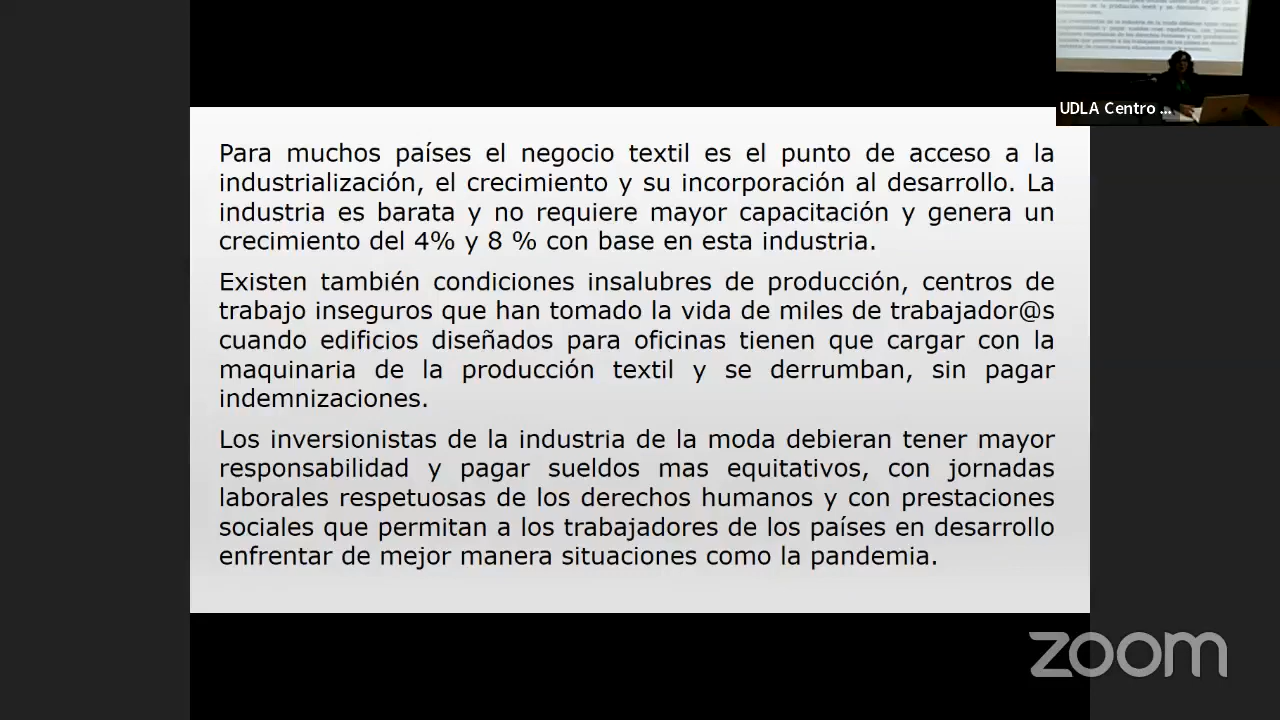 UDLA Centro ...
Para muchos países el negocio textil es el punto de acceso a la
industrialización, el crecimiento y su incorporación al desarrollo. La
industria es barata y no requiere mayor capacitación y genera un
crecimiento del 4% y 8 % con base en esta industria.
Existen también condiciones insalubres de producción, centros de
trabajo inseguros que han tomado la vida de miles de trabajador@s
cuando edificios diseñados para oficinas tienen que cargar con la
maquinaria de la producción textil y se derrumban, sin pagar
indemnizaciones.
Los inversionistas de la industria de la moda debieran tener mayor
responsabilidad y pagar sueldos mas equitativos, con jornadas
laborales respetuosas de los derechos humanos y con prestaciones
sociales que permitan a los trabajadores de los países en desarrollo
enfrentar de mejor manera situaciones como la pandemia.
zoom